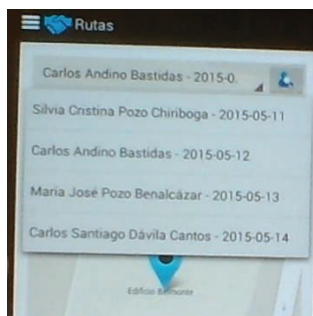 Rutas
Carlos Andino Bastidas - 2015-0.
Silvia Cristina Pozo Chiriboga - 2015-05-11
Carlos Andino Bastidas - 2015-05-12
Maria José Pozo Benalcázar - 2015-05-13
Carlos Santiago Dávila Cantos - 2015-05-14
Edificio Belmonte